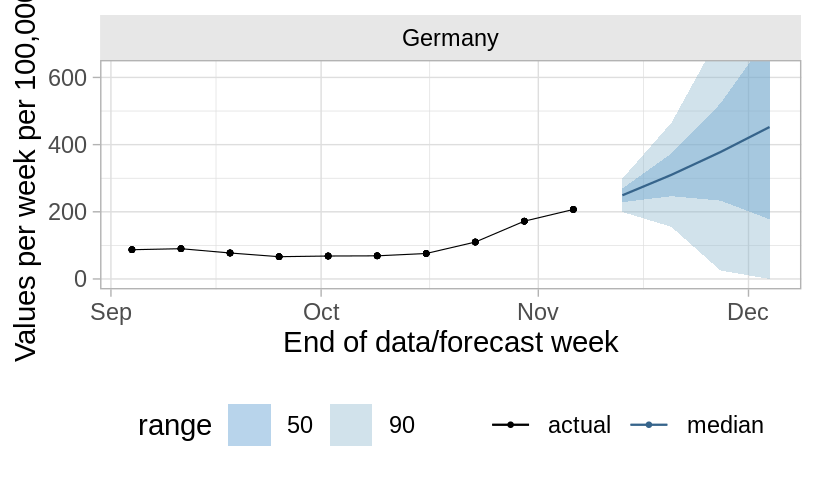 Germany
Values per week per 100,000
600
400
200
0
Sep Oct Nov Dec
End of data/forecast week
range 50 90 actual median